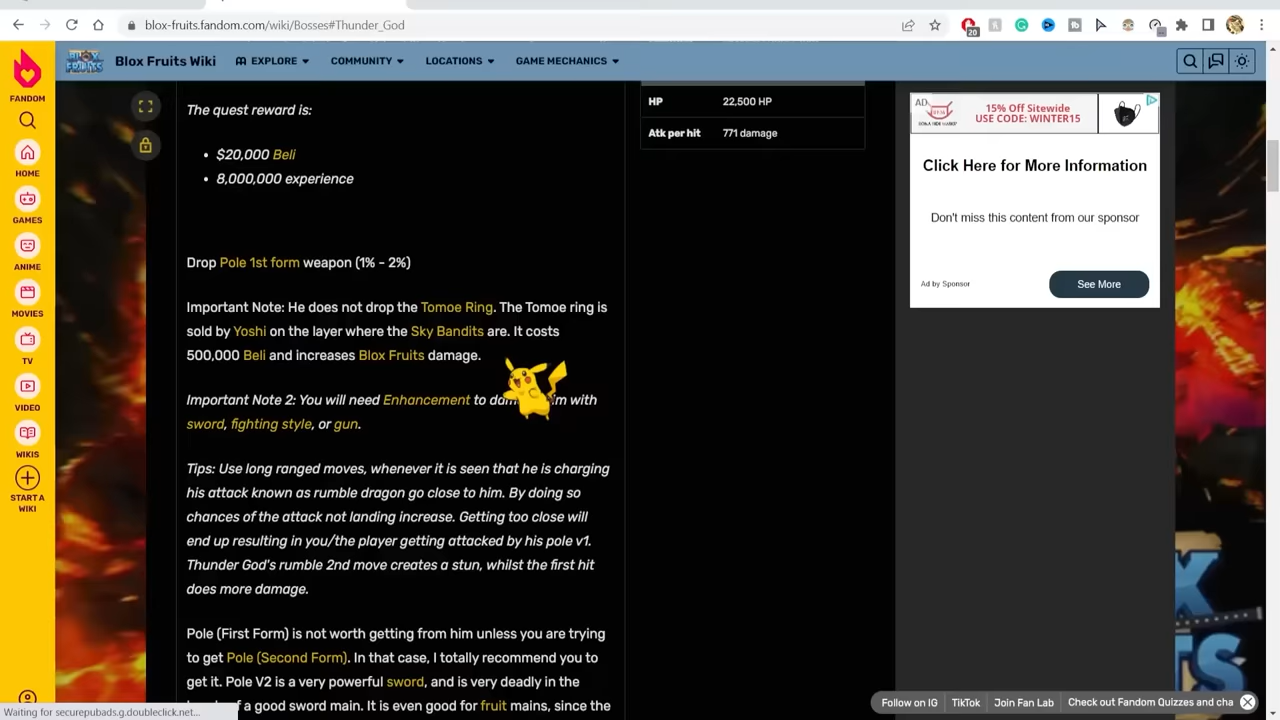 blox-fruits.fandom.com/wiki/Bosses#Thunder_God
20
FANDOM
HOME
GAMES
ANIME
MOVIES
TV
VIDEO
WIKIS
START A
WIKI
BLOX FRUITS
Blox Fruits Wiki
EXPLORE
COMMUNITY
LOCATIONS
GAME MECHANICS
The quest reward is:
• $20,000 Beli
• 8,000,000 experience
Drop Pole 1st form weapon (1% - 2%)
Important Note: He does not drop the Tomoe Ring. The Tomoe ring is
sold by Yoshi on the layer where the Sky Bandits are. It costs
500,000 Beli and increases Blox Fruits damage.
Important Note 2: You will need Enhancement to with
sword, fighting style, or gun.
Tips: Use long ranged moves, whenever it is seen that he is charging
his attack known as rumble dragon go close to him. By doing so
chances of the attack not landing increase. Getting too close will
end up resulting in you/the player getting attacked by his pole v1.
Thunder God's rumble 2nd move creates a stun, whilst the first hit
does more damage.
Pole (First Form) is not worth getting from him unless you are trying
to get Pole (Second Form). In that case, I totally recommend you to
get it. Pole V2 is a very powerful sword, and is very deadly in the
of a good sword main. It is even good for fruit mains, since the
HP 22,500 HP
Atk per hit 771 damage
AD
15% Off Sitewide
USE CODE: WINTER15
Click Here for More Information
Don't miss this content from our sponsor
Ad by Sponsor
See More
Follow on IG
TikTok
Join Fan Lab
Check out Fandom Quizzes and cha
Waiting for securepubads.g.doubleclick.net...